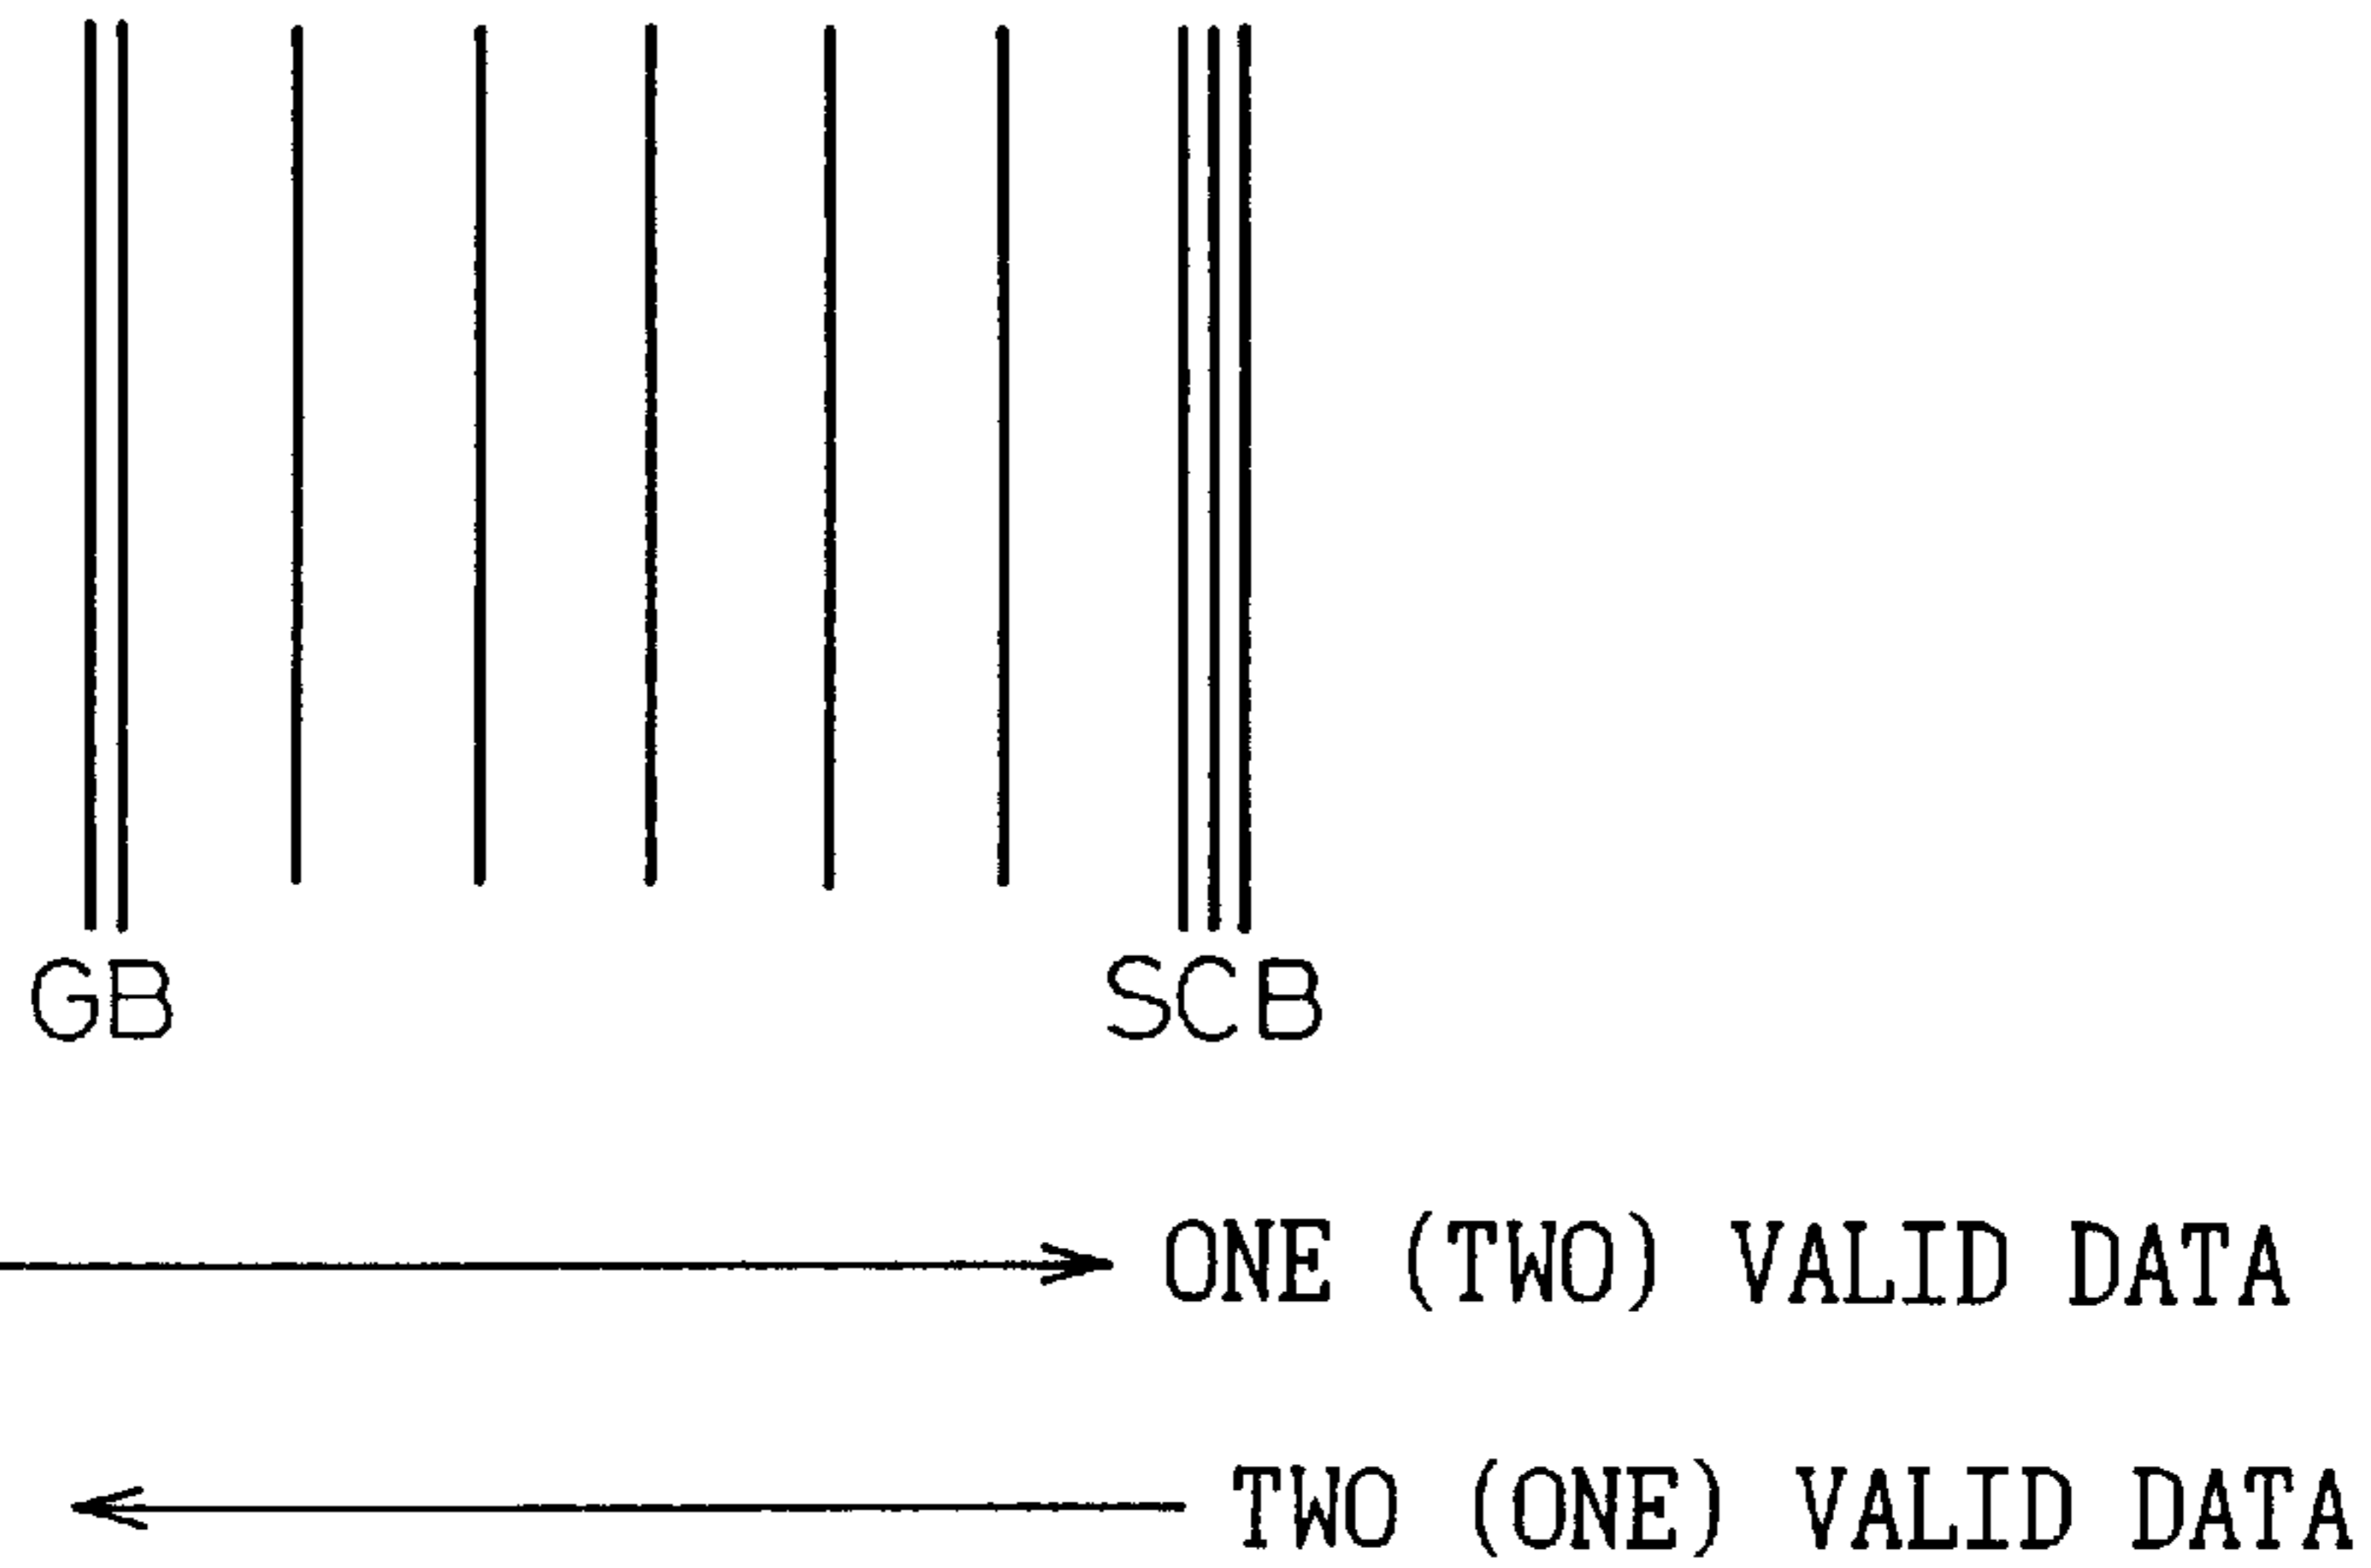 GB SCB
ONE (TWO) VALID DATA
TWO (ONE) VALID DATA